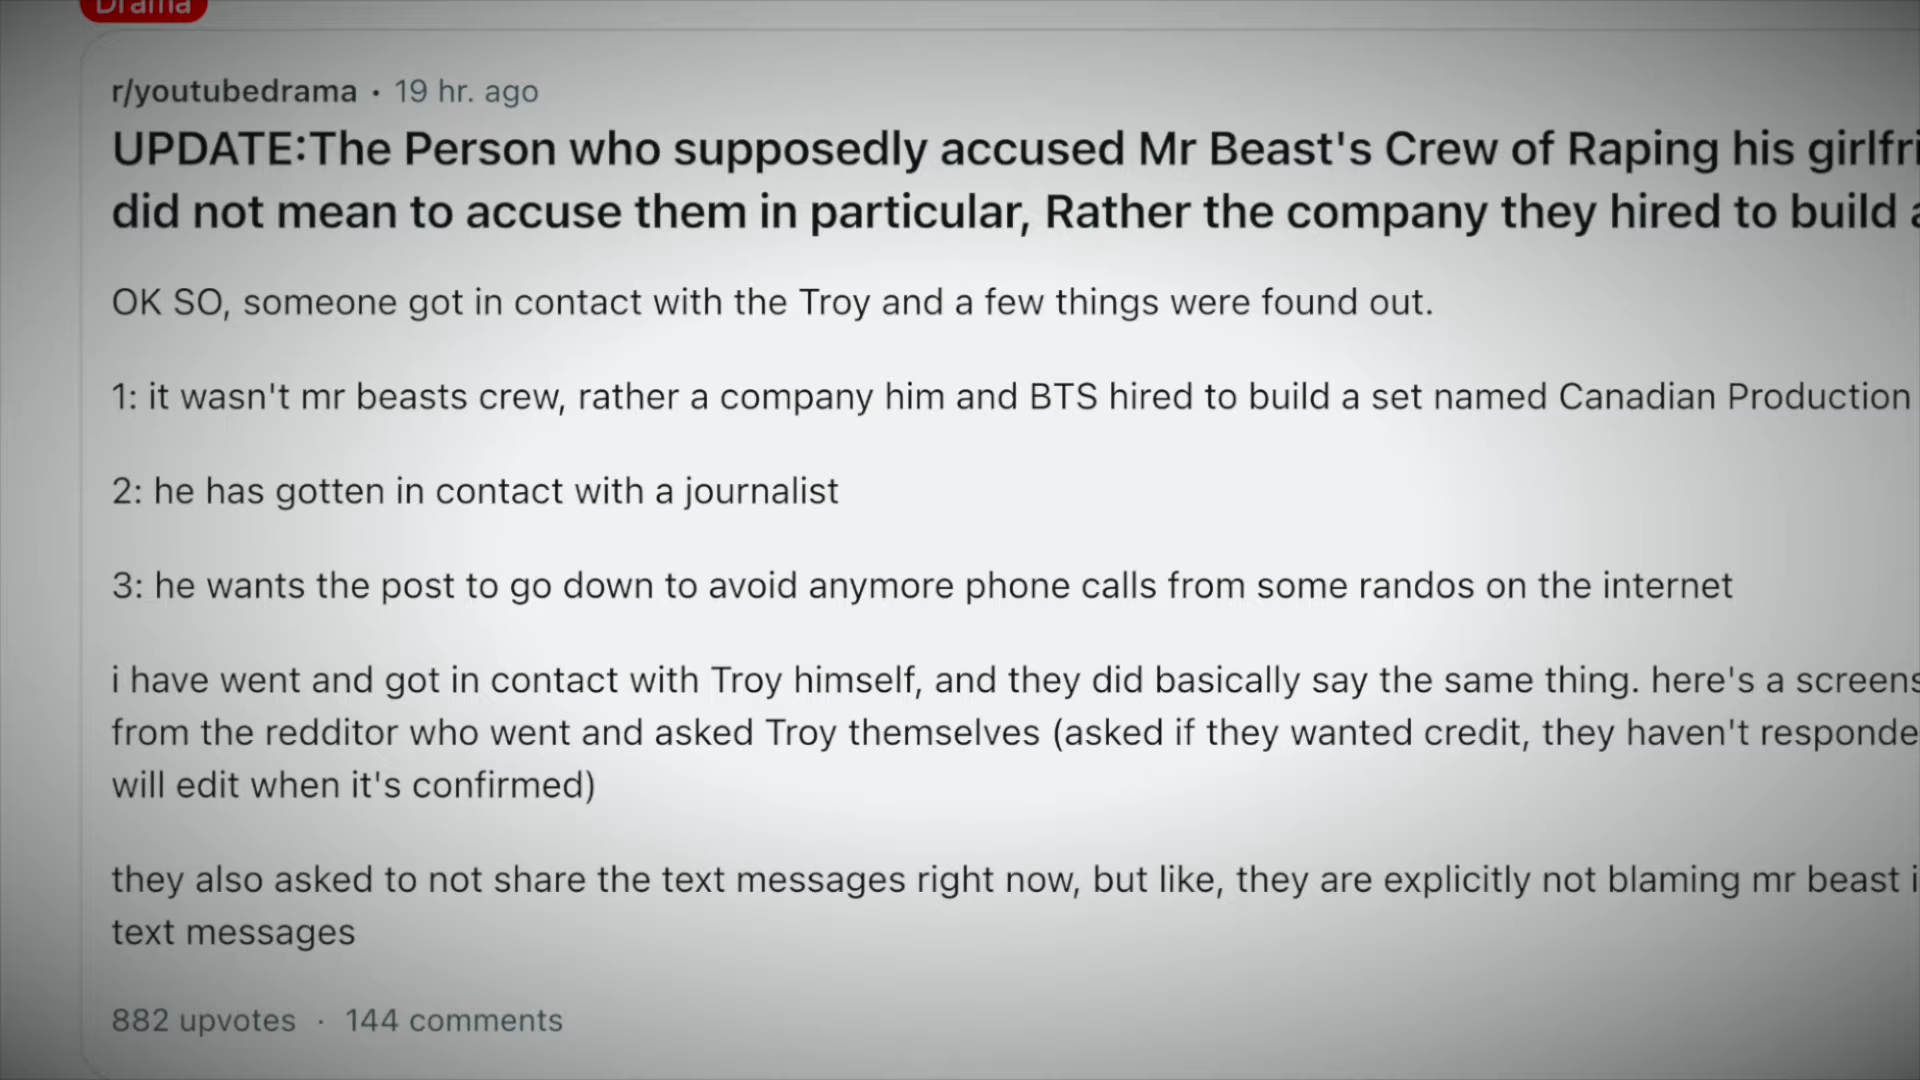 Drama
r/youtubedrama • 19 hr. ago
UPDATE:The Person who supposedly accused Mr Beast's Crew of Raping his girlfri
did not mean to accuse them in particular, Rather the company they hired to build a
OK SO, someone got in contact with the Troy and a few things were found out.
1: it wasn't mr beasts crew, rather a company him and BTS hired to build a set named Canadian Production
2: he has gotten in contact with a journalist
3: he wants the post to go down to avoid anymore phone calls from some randos on the internet
i have went and got in contact with Troy himself, and they did basically say the same thing. here's a screens
from the redditor who went and asked Troy themselves (asked if they wanted credit, they haven't responde
will edit when it's confirmed)
they also asked to not share the text messages right now, but like, they are explicitly not blaming mr beast i
text messages
882 upvotes · 144 comments